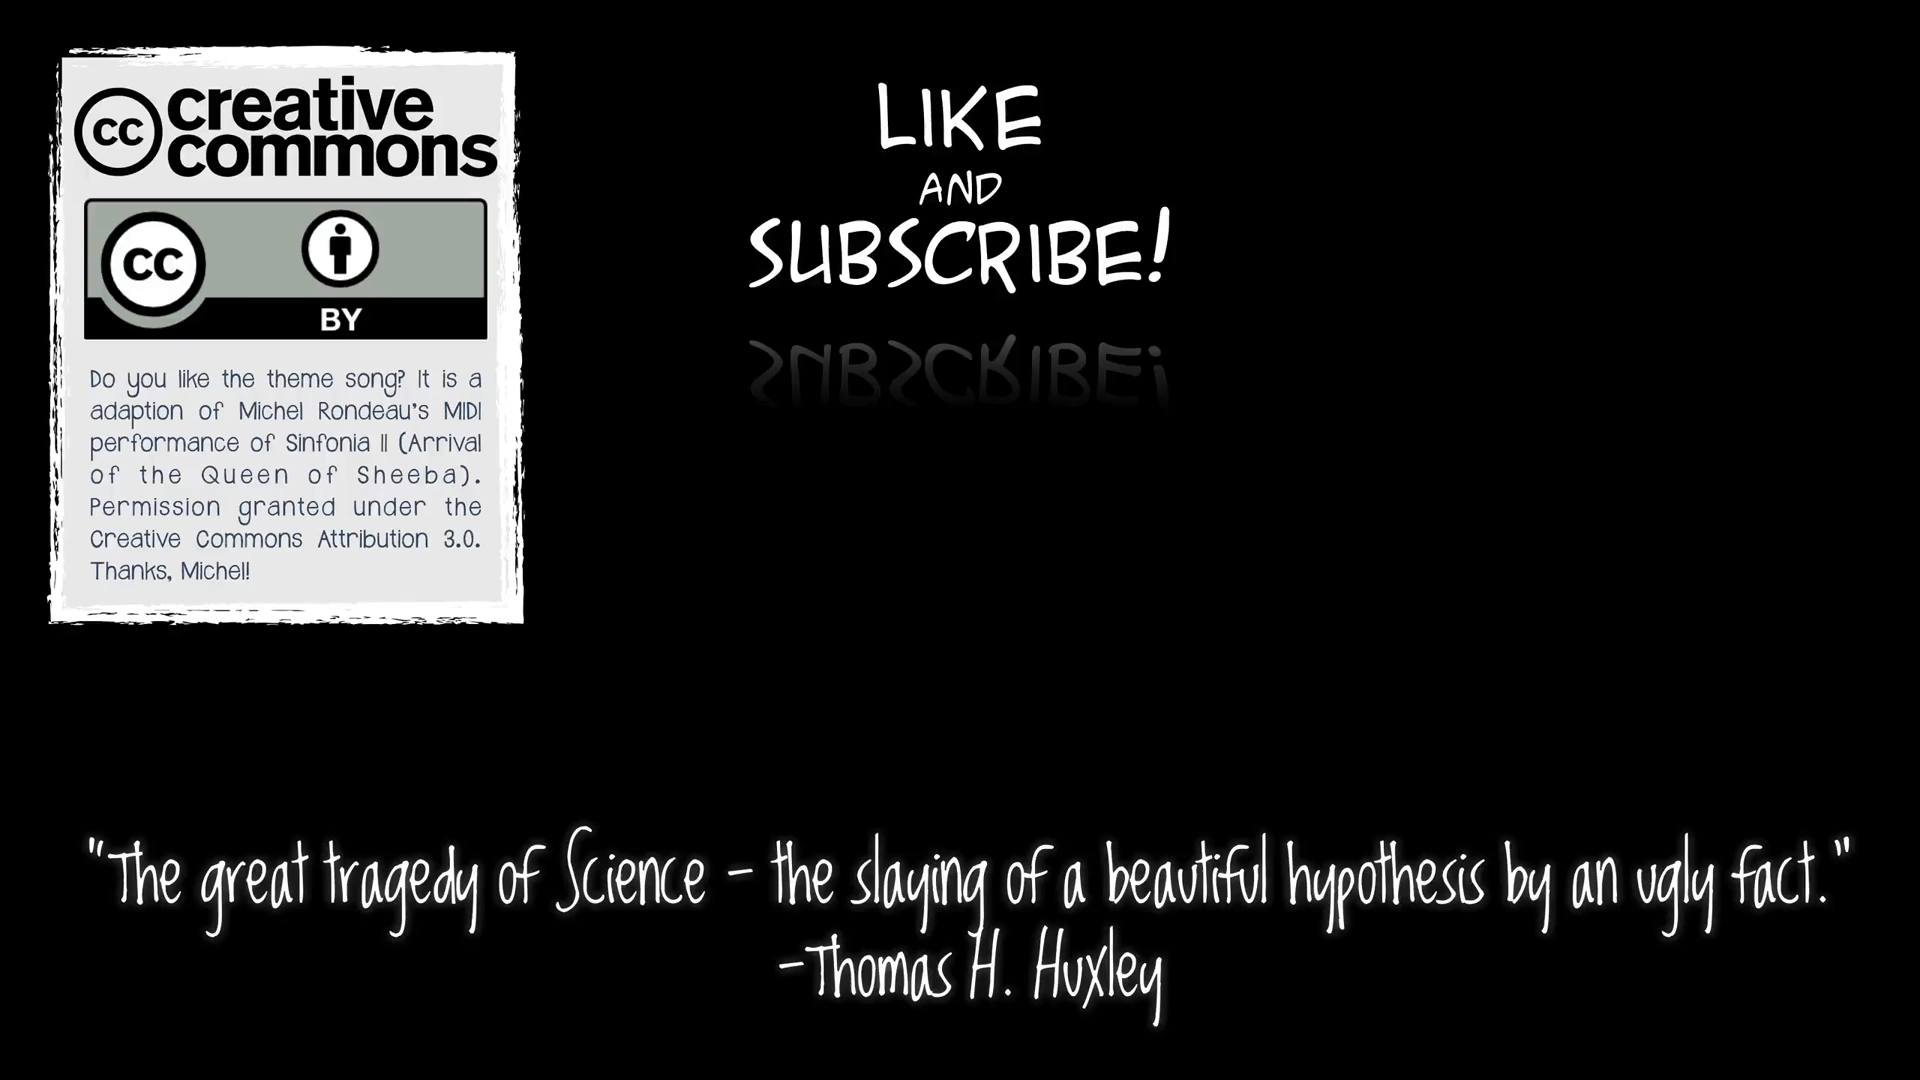 cc creative
commons
cc
BY
Do you like the theme song? It is a
adaption of Michel Rondeau's MIDI
performance of Sinfonia II (Arrival
of the Queen of Sheeba).
Permission granted under the
Creative Commons Attribution 3.0.
Thanks, Michel!
LIKE
AND
SUBSCRIBE!
"The great tragedy of Science - the slaying of a beautiful hypothesis by an ugly fact."
-Thomas H. Huxley